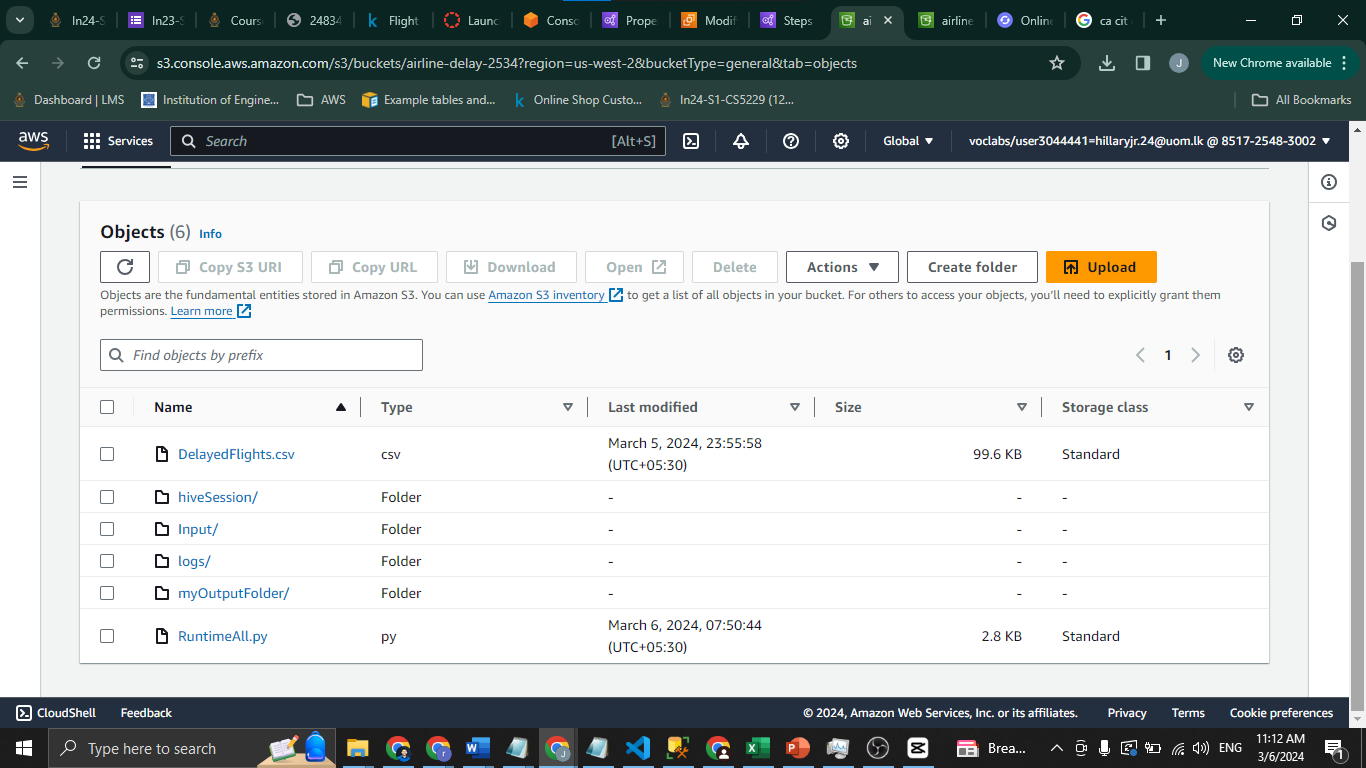 In24-S
In23-S
Cours
24834
Flight
Launc
Conso
Prope
Modif
Steps
ai
airline
Online
ca cit
s3.console.aws.amazon.com/s3/buckets/airline-delay-2534?region=us-west-2&bucketType=general&tab=objects
J
New Chrome available
Dashboard | LMS
Institution of Engine...
AWS
Example tables and...
Online Shop Custo...
In24-S1-CS5229 (12...
All Bookmarks
aws
Services
Search
[Alt+S]
Global
voclabs/user3044441=hillaryjr.24@uom.lk @ 8517-2548-3002
Objects (6) Info
Copy S3 URI
Copy URL
Download
Open
Delete
Actions
Create folder
Upload
Objects are the fundamental entities stored in Amazon S3. You can use Amazon S3 inventory to get a list of all objects in your bucket. For others to access your objects, you'll need to explicitly grant them
permissions. Learn more
Find objects by prefix
1
Name Type Last modified Size Storage class
DelayedFlights.csv csv March 5, 2024, 23:55:58 (UTC+05:30) 99.6 KB Standard
hiveSession/ Folder - - -
Input/ Folder - - -
logs/ Folder - - -
myOutputFolder/ Folder - - -
RuntimeAll.py py March 6, 2024, 07:50:44 (UTC+05:30) 2.8 KB Standard
CloudShell Feedback © 2024, Amazon Web Services, Inc. or its affiliates. Privacy Terms Cookie preferences
Type here to search
Brea...
ENG
11:12 AM
3/6/2024
1